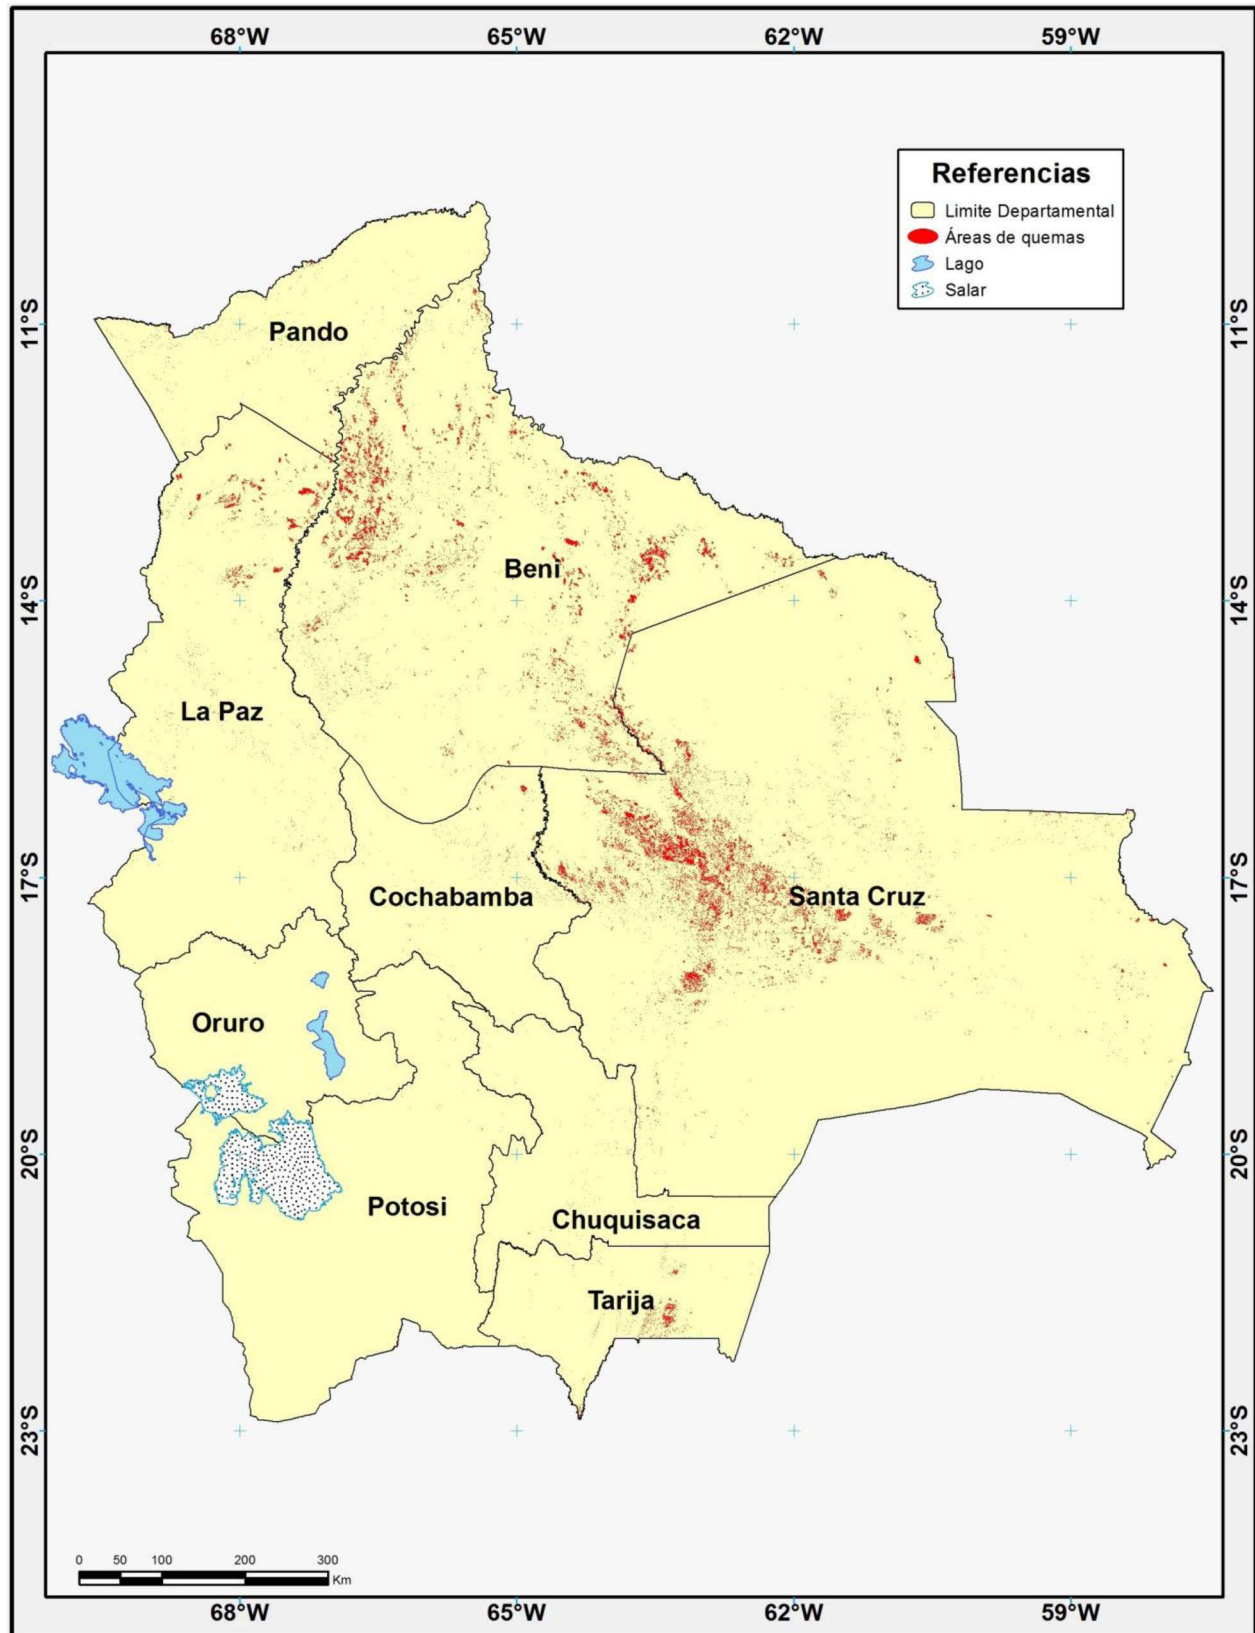 68°W 65°W 62°W 59°W
Referencias
Limite Departamental
Áreas de quemas
Lago
Salar
11°S 11°S
Pando
Beni
14°S 14°S
La Paz
17°S 17°S
Cochabamba
Santa Cruz
Oruro
20°S 20°S
Potosi
Chuquisaca
Tarija
23°S 23°S
0 50 100 200 300
Km
68°W 65°W 62°W 59°W